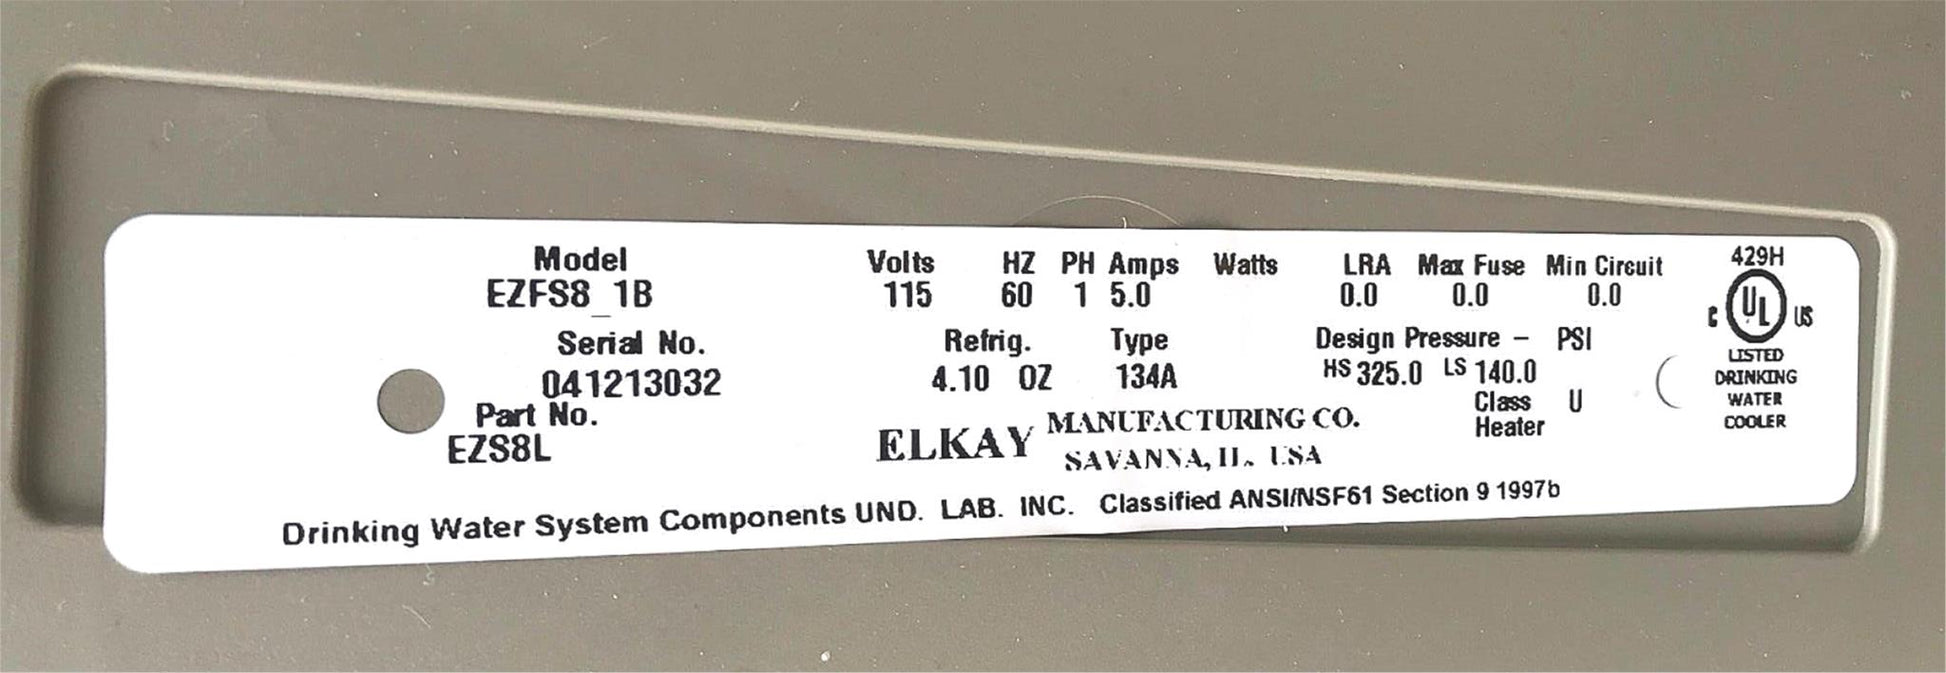 Model Volts HZ PH Amps Watts LRA Max Fuse Min Circuit 429H
EZFS8_1B 115 60 1 5.0 0.0 0.0 0.0
C UL US
Serial No. Refrig. Type Design Pressure - PSI
041213032 4.10 OZ 134A HS 325.0 LS 140.0
LISTED
DRINKING
WATER
COOLER
Part No. Class U
EZS8L Heater
ELKAY MANUFACTURING CO.
SAVANNA, IL. USA
Drinking Water System Components UND. LAB. INC. Classified ANSI/NSF61 Section 9 1997b